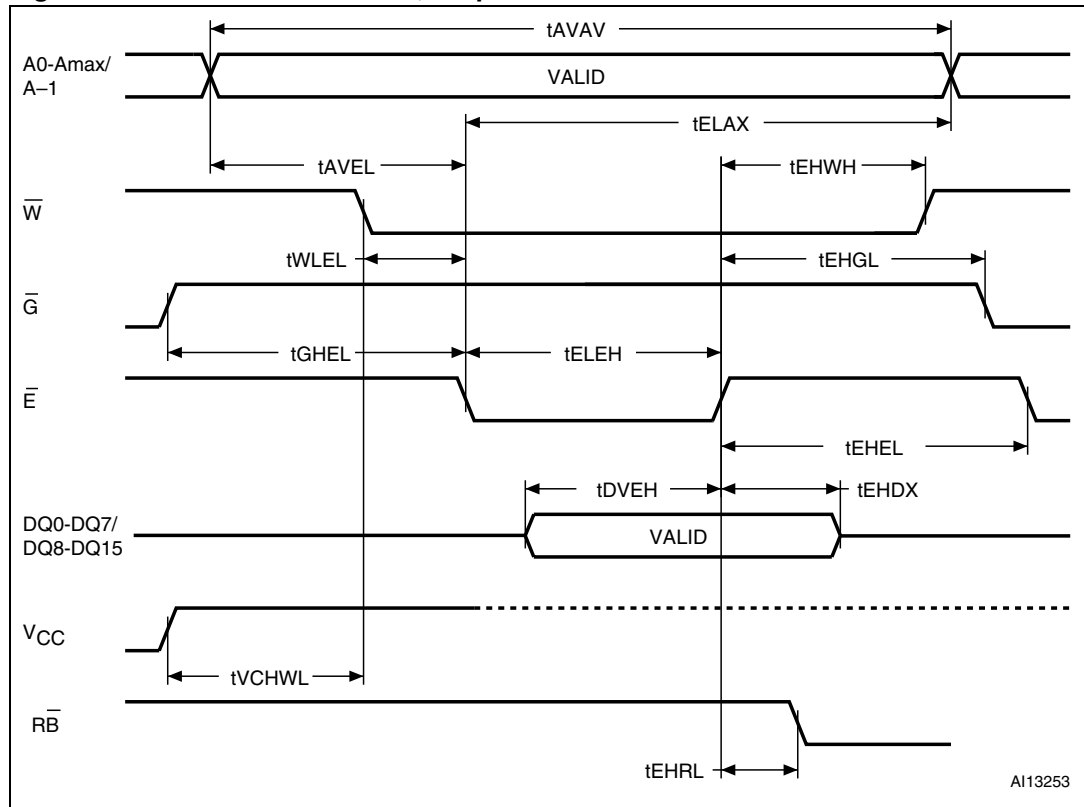 tAVAV
A0-Amax/
A–1
VALID
tELAX
tAVEL
tEHWH
W̅
tWLEL
tEHGL
G̅
tGHEL
tELEH
E̅
tEHEL
tDVEH
tEHDX
DQ0-DQ7/
DQ8-DQ15
VALID
VCC
tVCHWL
RB̅
tEHRL
AI13253